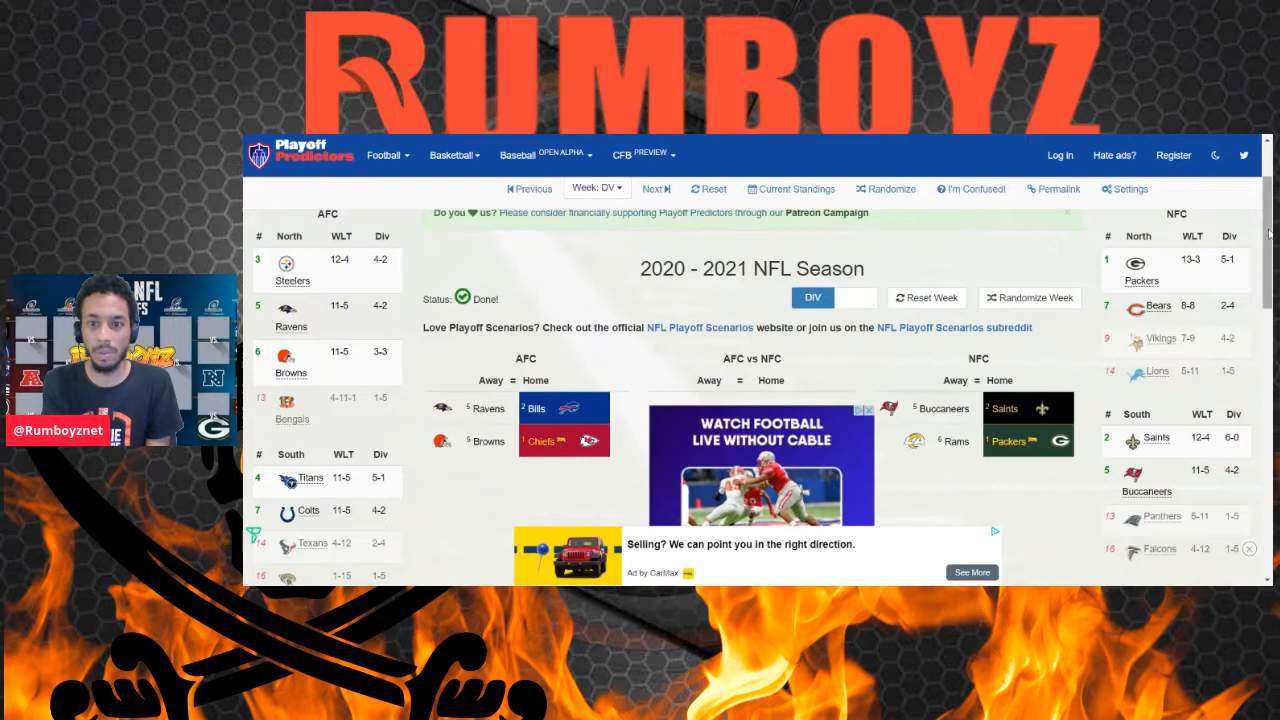 RUMBOYZ
Playoff
Predictors
Football
Basketball
Baseball OPEN ALPHA
CFB PREVIEW
Log in
Hate ads?
Register
Previous
Week: DV
Next
Reset
Current Standings
Randomize
I'm Confused!
Permalink
Settings
Do you us? Please consider financially supporting Playoff Predictors through our Patreon Campaign
×
AFC
# North WLT Div
3 Steelers 12-4 4-2
5 Ravens 11-5 4-2
6 Browns 11-5 3-3
13 Bengals 4-11-1 1-5
# South WLT Div
4 Titans 11-5 5-1
7 Colts 11-5 4-2
14 Texans 4-12 2-4
16 1-15 1-5
2020 - 2021 NFL Season
Status: Done!
DIV
Reset Week
Randomize Week
Love Playoff Scenarios? Check out the official NFL Playoff Scenarios website or join us on the NFL Playoff Scenarios subreddit
AFC
Away = Home
5 Ravens 2 Bills
6 Browns 1 Chiefs
AFC vs NFC
Away = Home
WATCH FOOTBALL
LIVE WITHOUT CABLE
NFC
Away = Home
5 Buccaneers 2 Saints
6 Rams 1 Packers
Selling? We can point you in the right direction.
Ad by CarMax
See More
NFC
# North WLT Div
1 Packers 13-3 5-1
7 Bears 8-8 2-4
9 Vikings 7-9 4-2
14 Lions 5-11 1-5
# South WLT Div
2 Saints 12-4 6-0
5 Buccaneers 11-5 4-2
13 Panthers 5-11 1-5
16 Falcons 4-12 1-5
NFL
VS.
VS.
@Rumboyznet